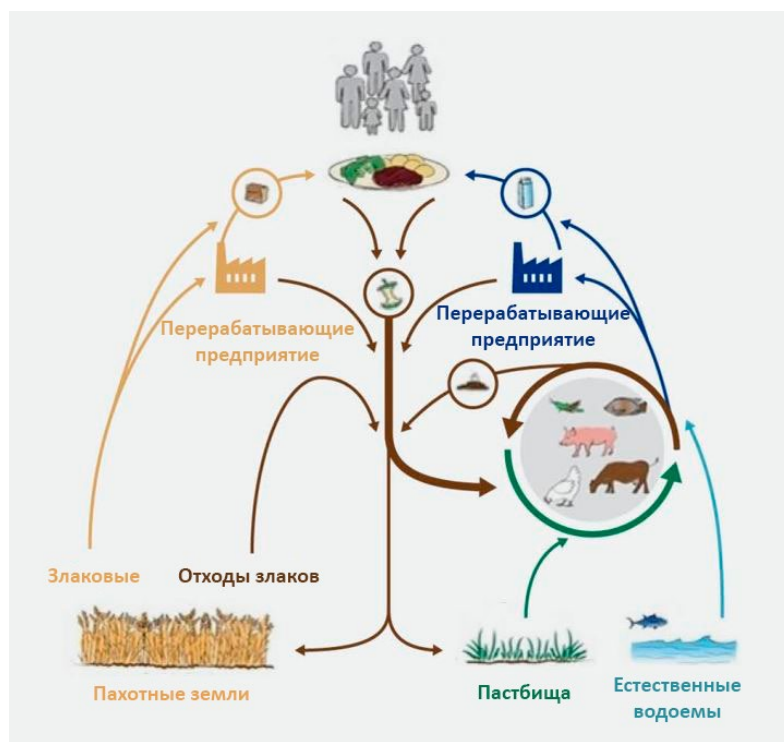 Перерабатывающие
предприятие
Перерабатывающие
предприятие
Злаковые
Отходы злаков
Пахотные земли
Пастбища
Естественные
водоемы